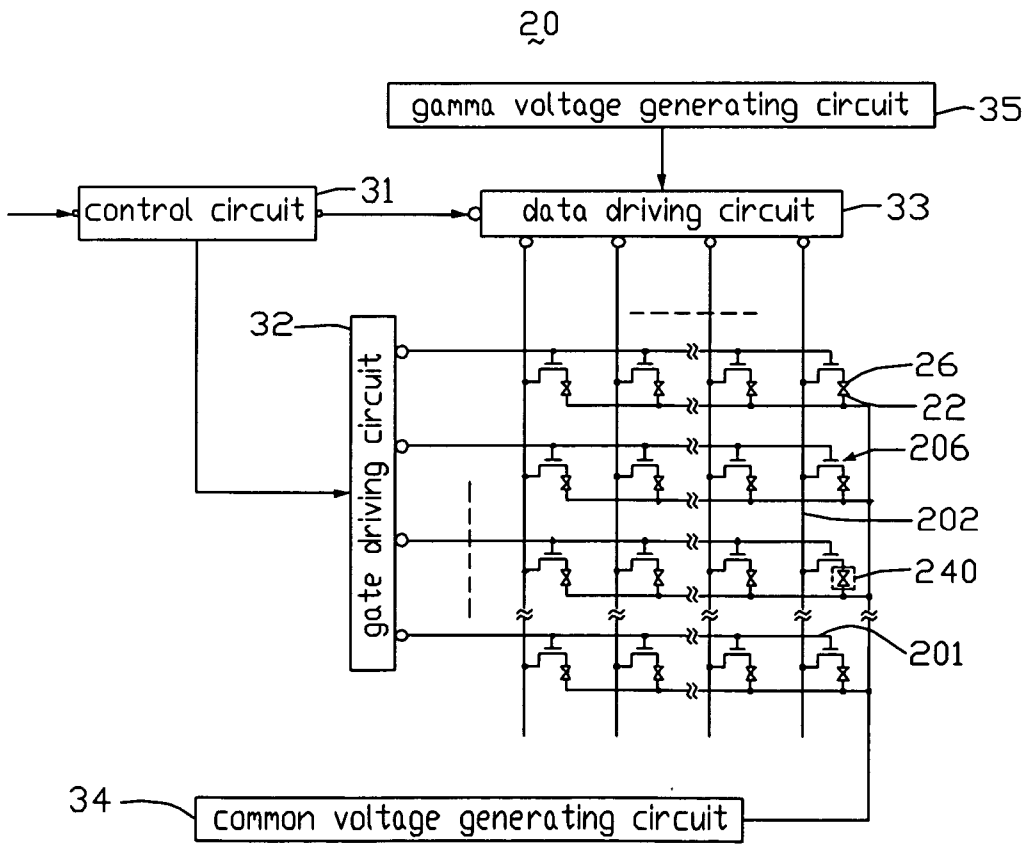 20
gamma voltage generating circuit
35
control circuit
31
data driving circuit
33
32
gate driving circuit
26
22
206
202
240
201
34
common voltage generating circuit